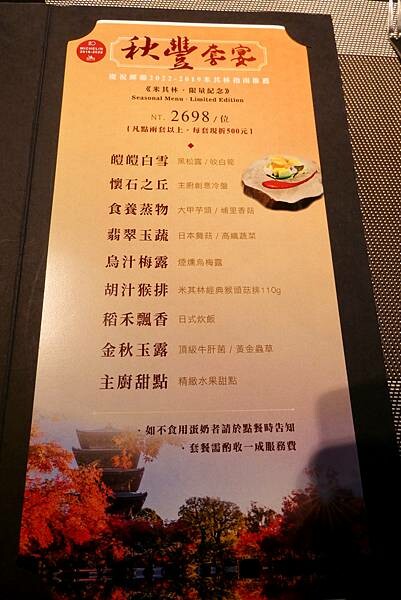 MICHELIN
秋豐季宴
慶祝蟬聯2022-2019米其林指南推薦
《米其林‧限量紀念》
Seasonal Menu‧Limited Edition
NT. 2698/位
〔凡點兩套以上，每套現折500元〕
皚皚白雪 黑松露/皎白筍
懷石之丘 主廚創意冷盤
食養蒸物 大甲芋頭/埔里香菇
翡翠玉蔬 日本舞菇/高纖蔬菜
烏汁梅露 煙燻烏梅露
胡汁猴排 米其林經典猴頭菇排110g
稻禾飄香 日式炊飯
金秋玉露 頂級牛肝菌/黃金蟲草
主廚甜點 精緻水果甜點
‧如不食用蛋奶者請於點餐時告知
‧套餐需酌收一成服務費